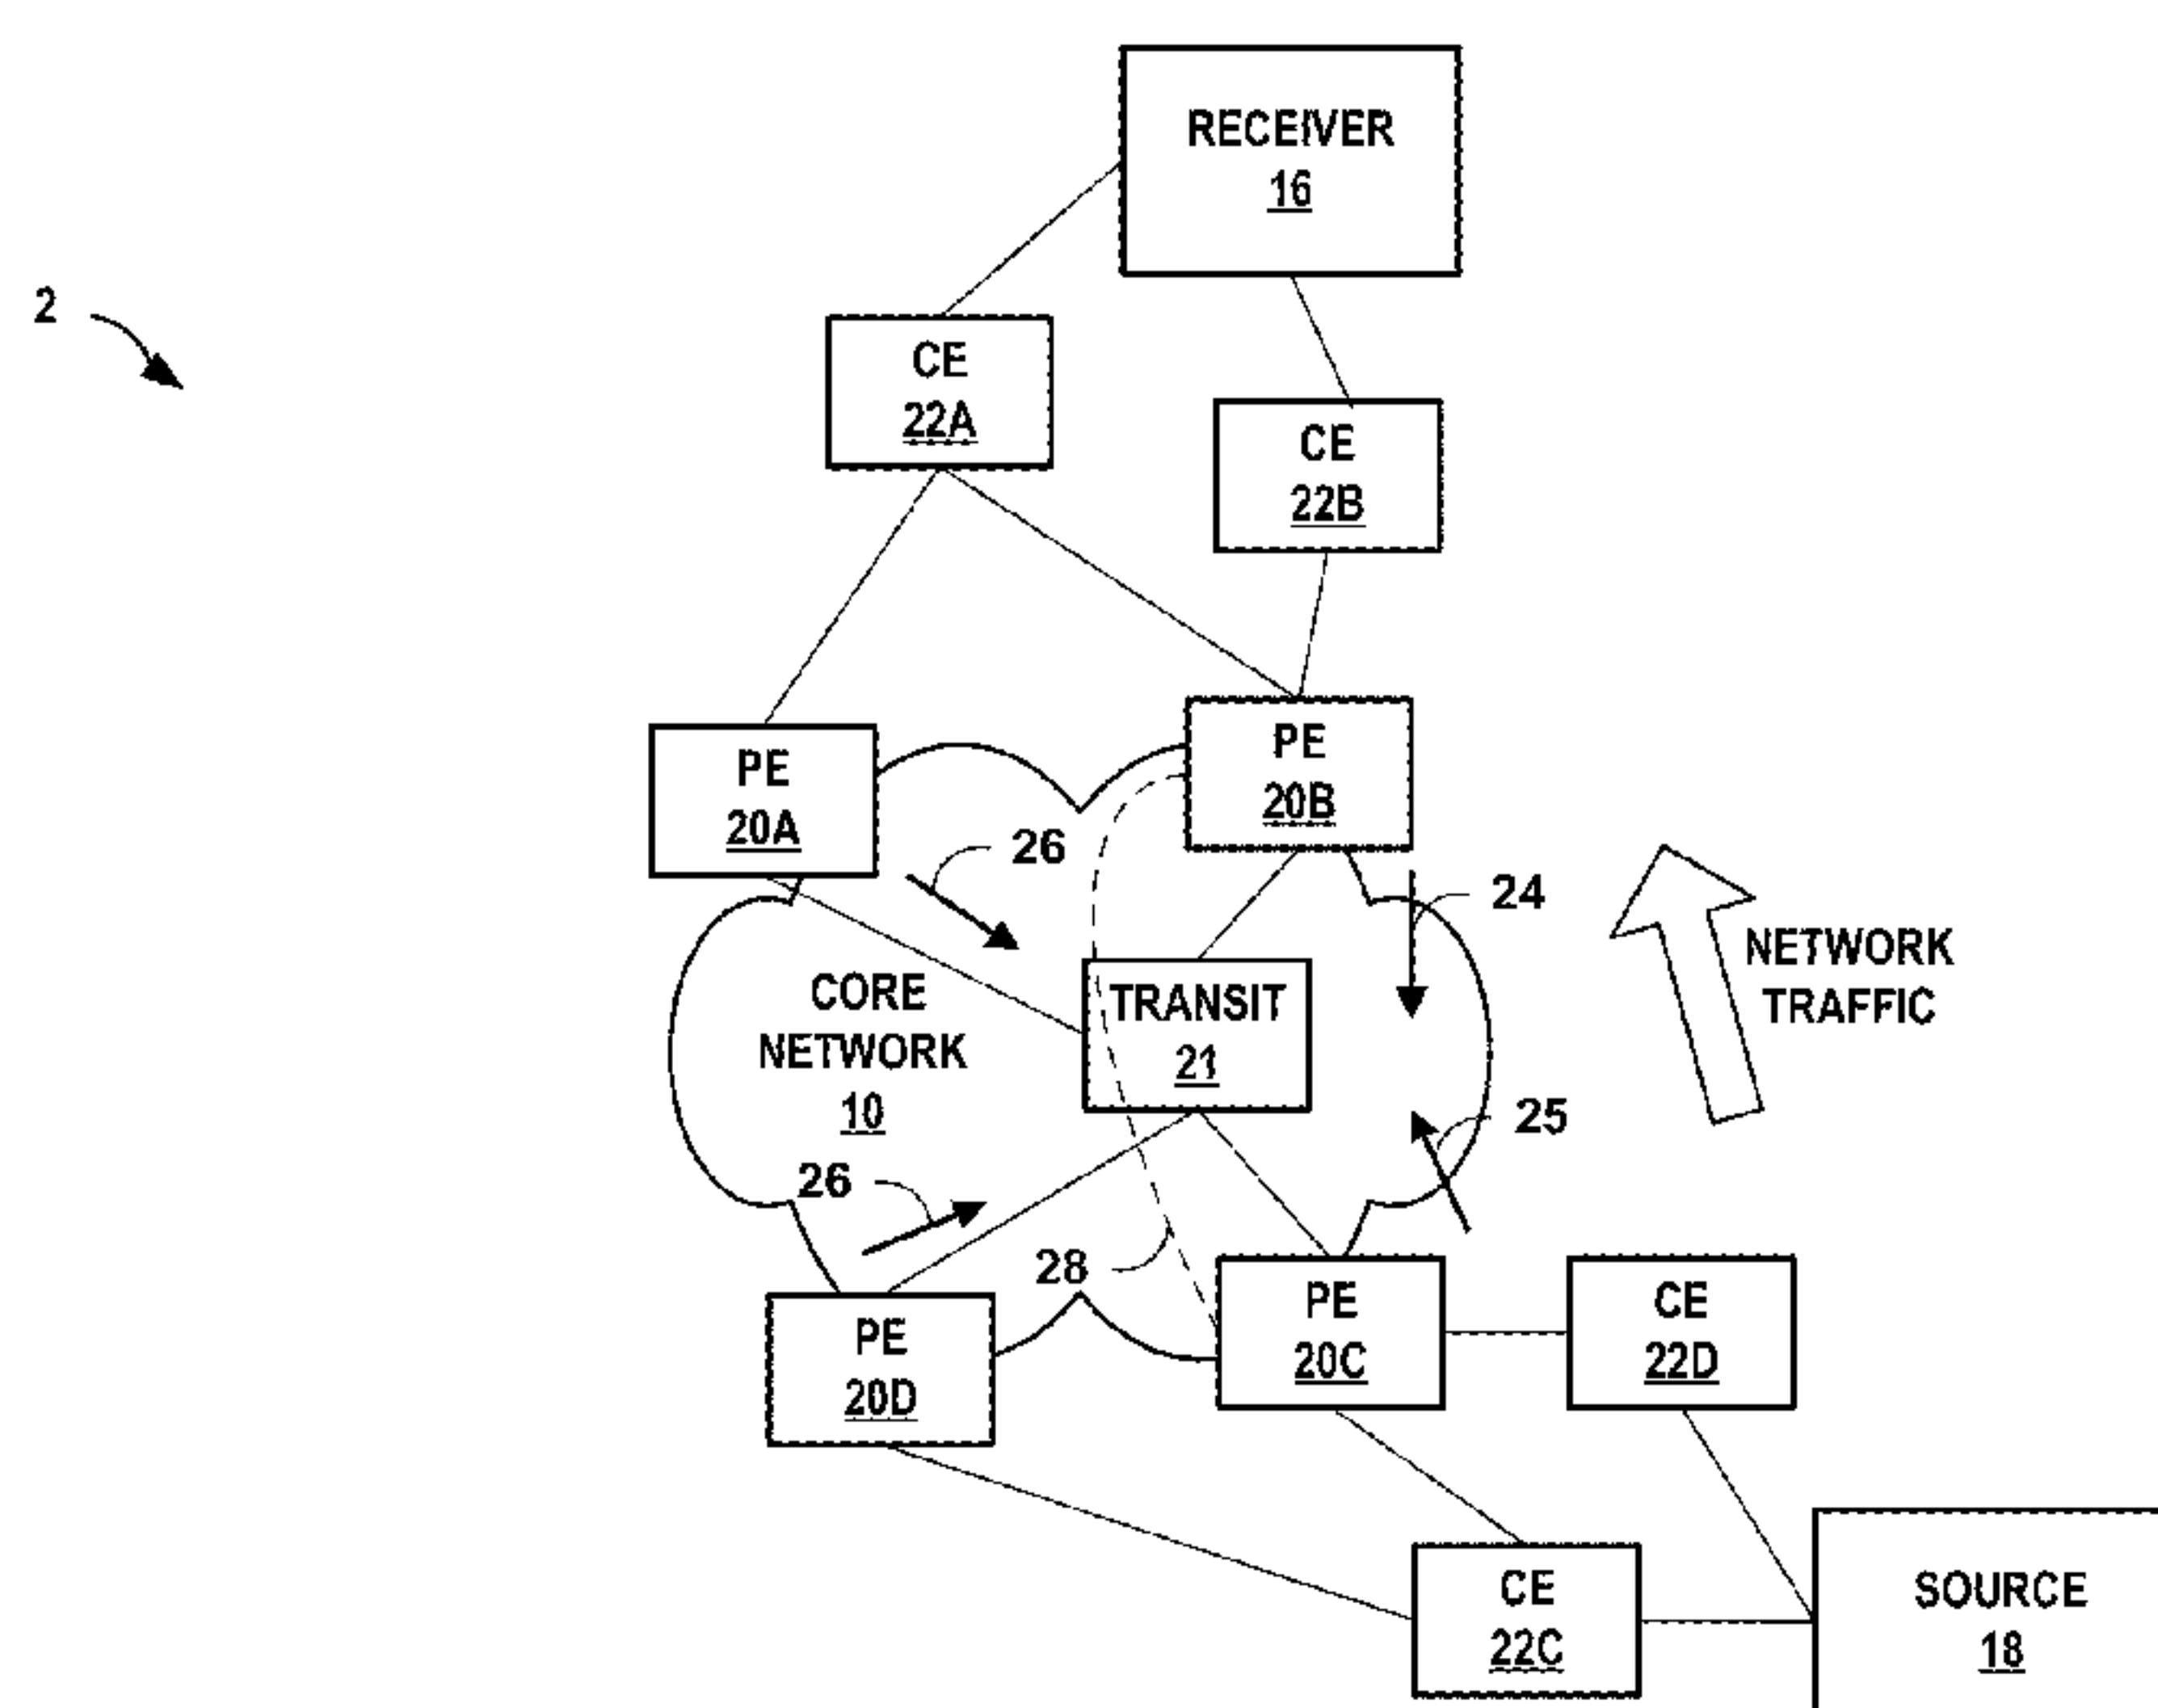 RECEIVER
16
2
CE
22A
CE
22B
PE
20A
PE
20B
26
24
NETWORK
TRAFFIC
CORE
NETWORK
10
TRANSIT
21
25
26
28
PE
20D
PE
20C
CE
22D
CE
22C
SOURCE
18